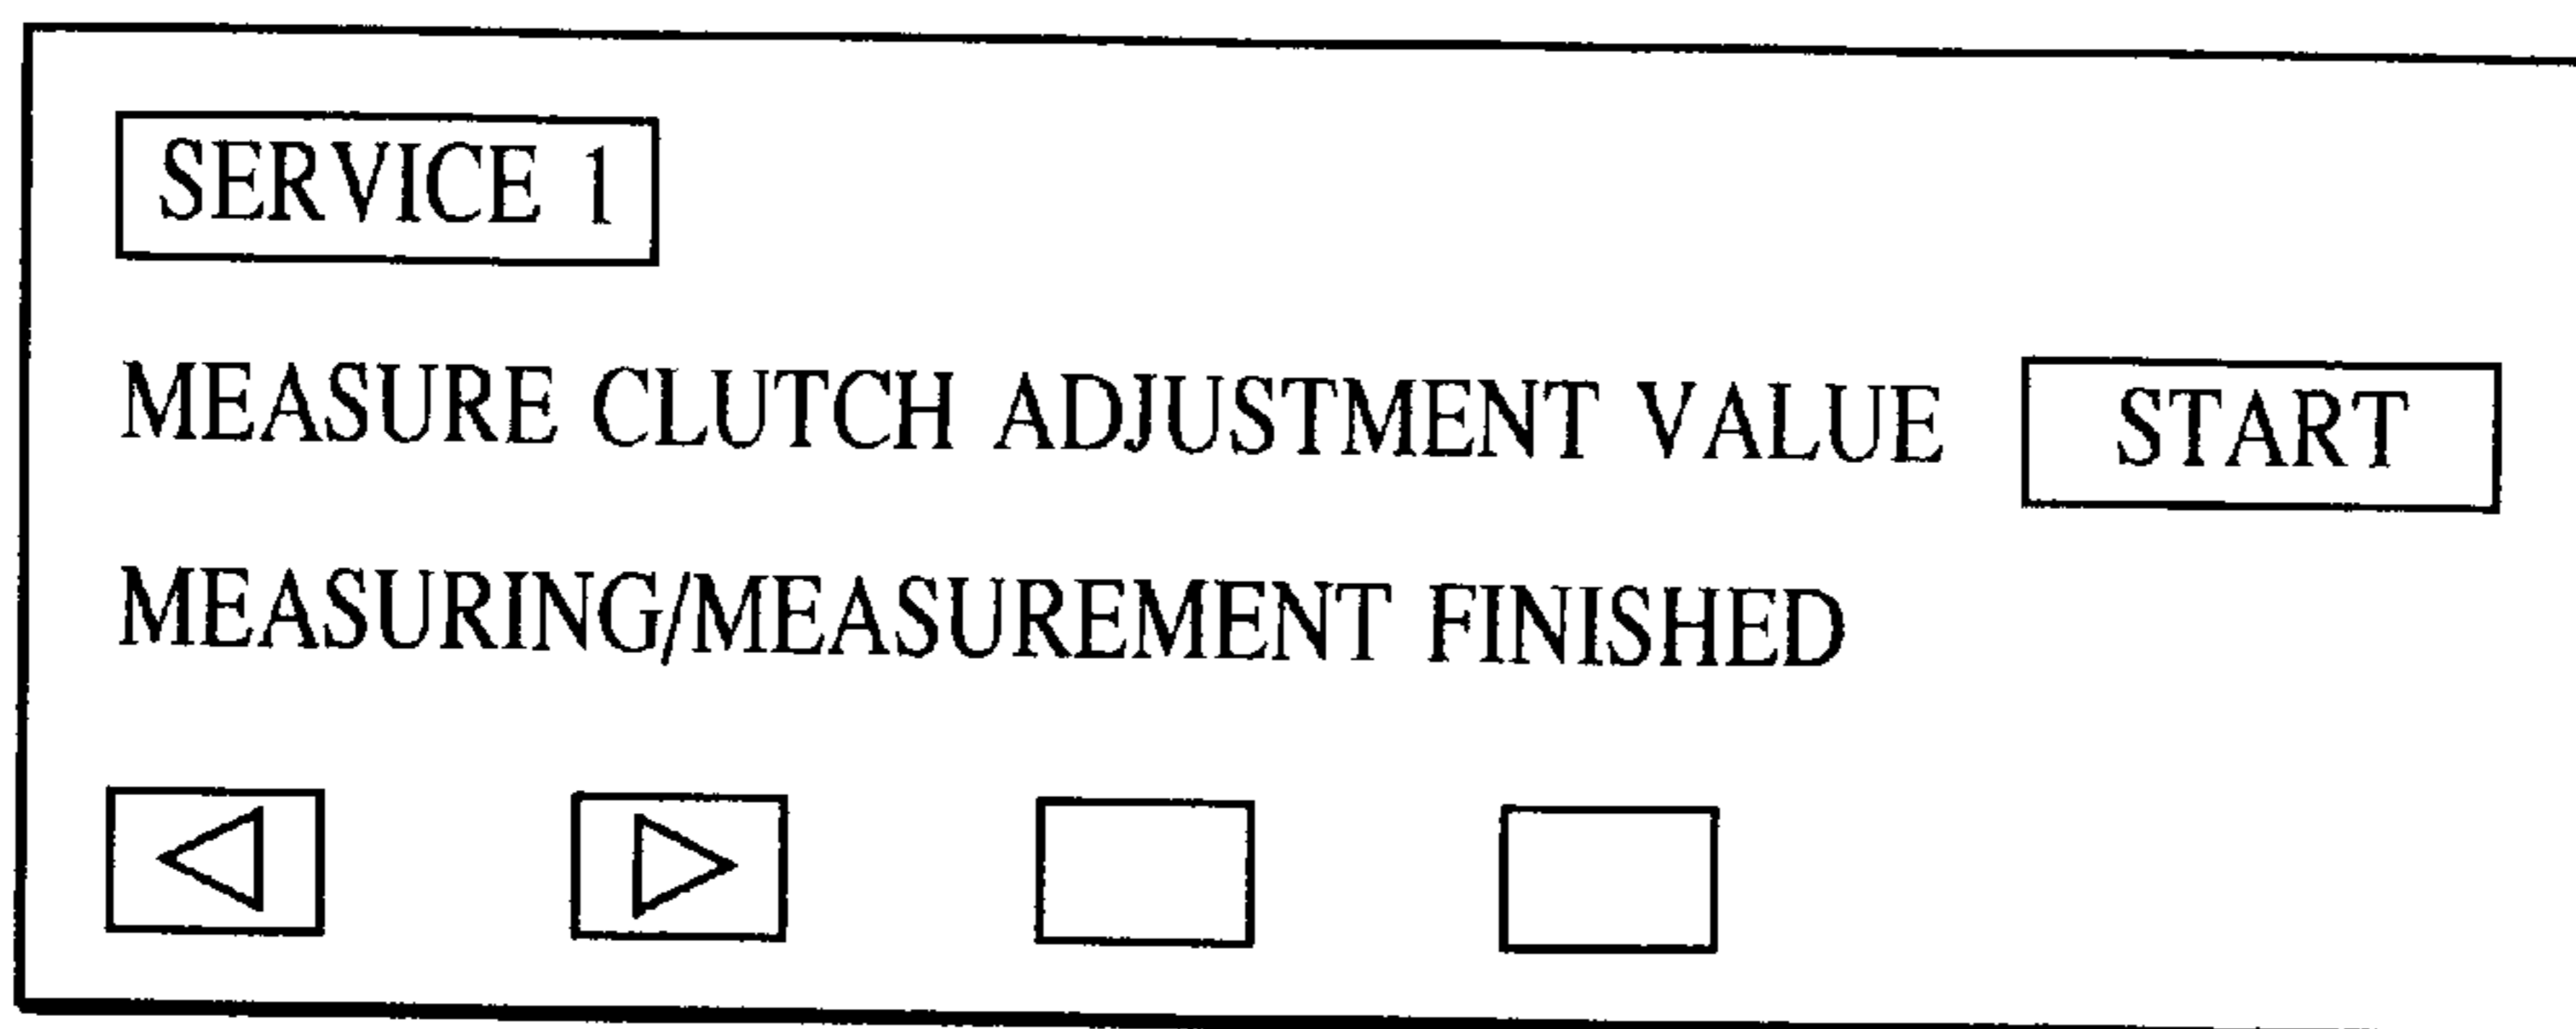 SERVICE 1
MEASURE CLUTCH ADJUSTMENT VALUE START
MEASURING/MEASUREMENT FINISHED